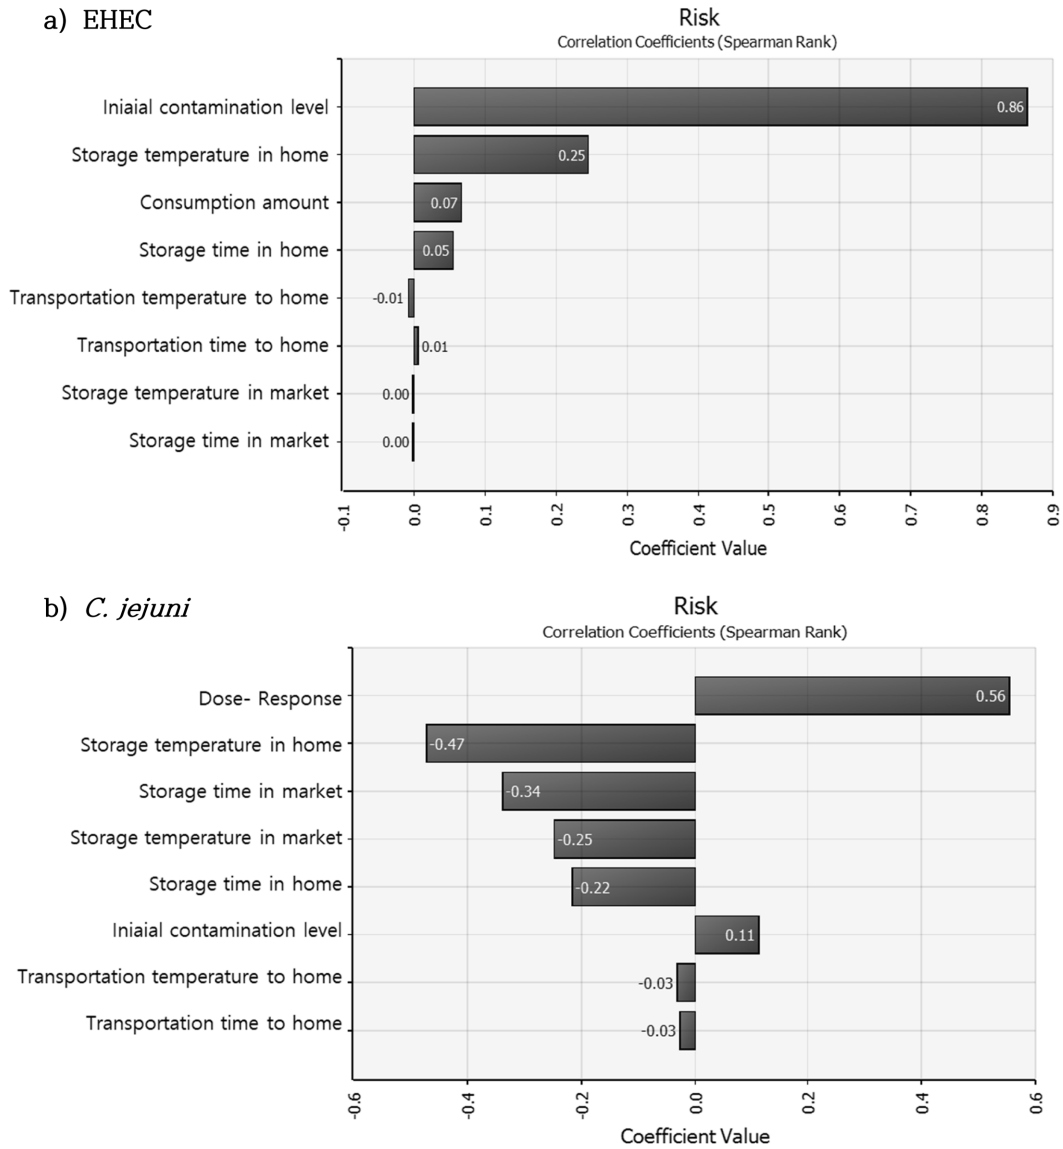 a) EHEC
Risk
Correlation Coefficients (Spearman Rank)
Iniaial contamination level
0.86
Storage temperature in home
0.25
Consumption amount
0.07
Storage time in home
0.05
Transportation temperature to home
-0.01
Transportation time to home
0.01
Storage temperature in market
0.00
Storage time in market
0.00
-0.1 0.0 0.1 0.2 0.3 0.4 0.5 0.6 0.7 0.8 0.9
Coefficient Value
b) C. jejuni
Risk
Correlation Coefficients (Spearman Rank)
Dose- Response
0.56
Storage temperature in home
-0.47
Storage time in market
-0.34
Storage temperature in market
-0.25
Storage time in home
-0.22
Iniaial contamination level
0.11
Transportation temperature to home
-0.03
Transportation time to home
-0.03
-0.6 -0.4 -0.2 0.0 0.2 0.4 0.6
Coefficient Value